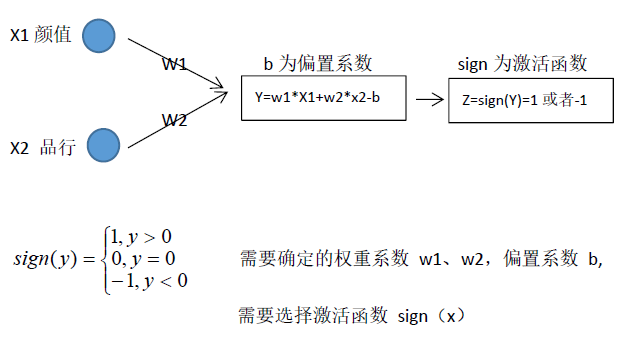 X1 颜值
W1
b 为偏置系数
sign 为激活函数
Y=w1*X1+w2*x2-b
Z=sign(Y)=1 或者-1
W2
X2 品行
sign(y) = {1, y > 0
0, y = 0
-1, y < 0
需要确定的权重系数 w1、w2，偏置系数 b,
需要选择激活函数 sign（x）